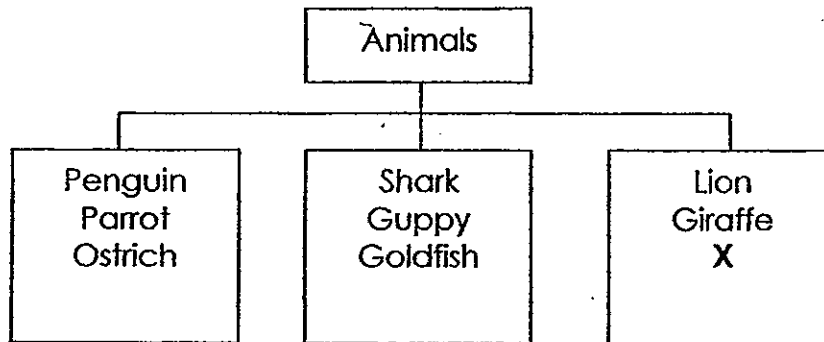 Animals
Penguin
Parrot
Ostrich
Shark
Guppy
Goldfish
Lion
Giraffe
X